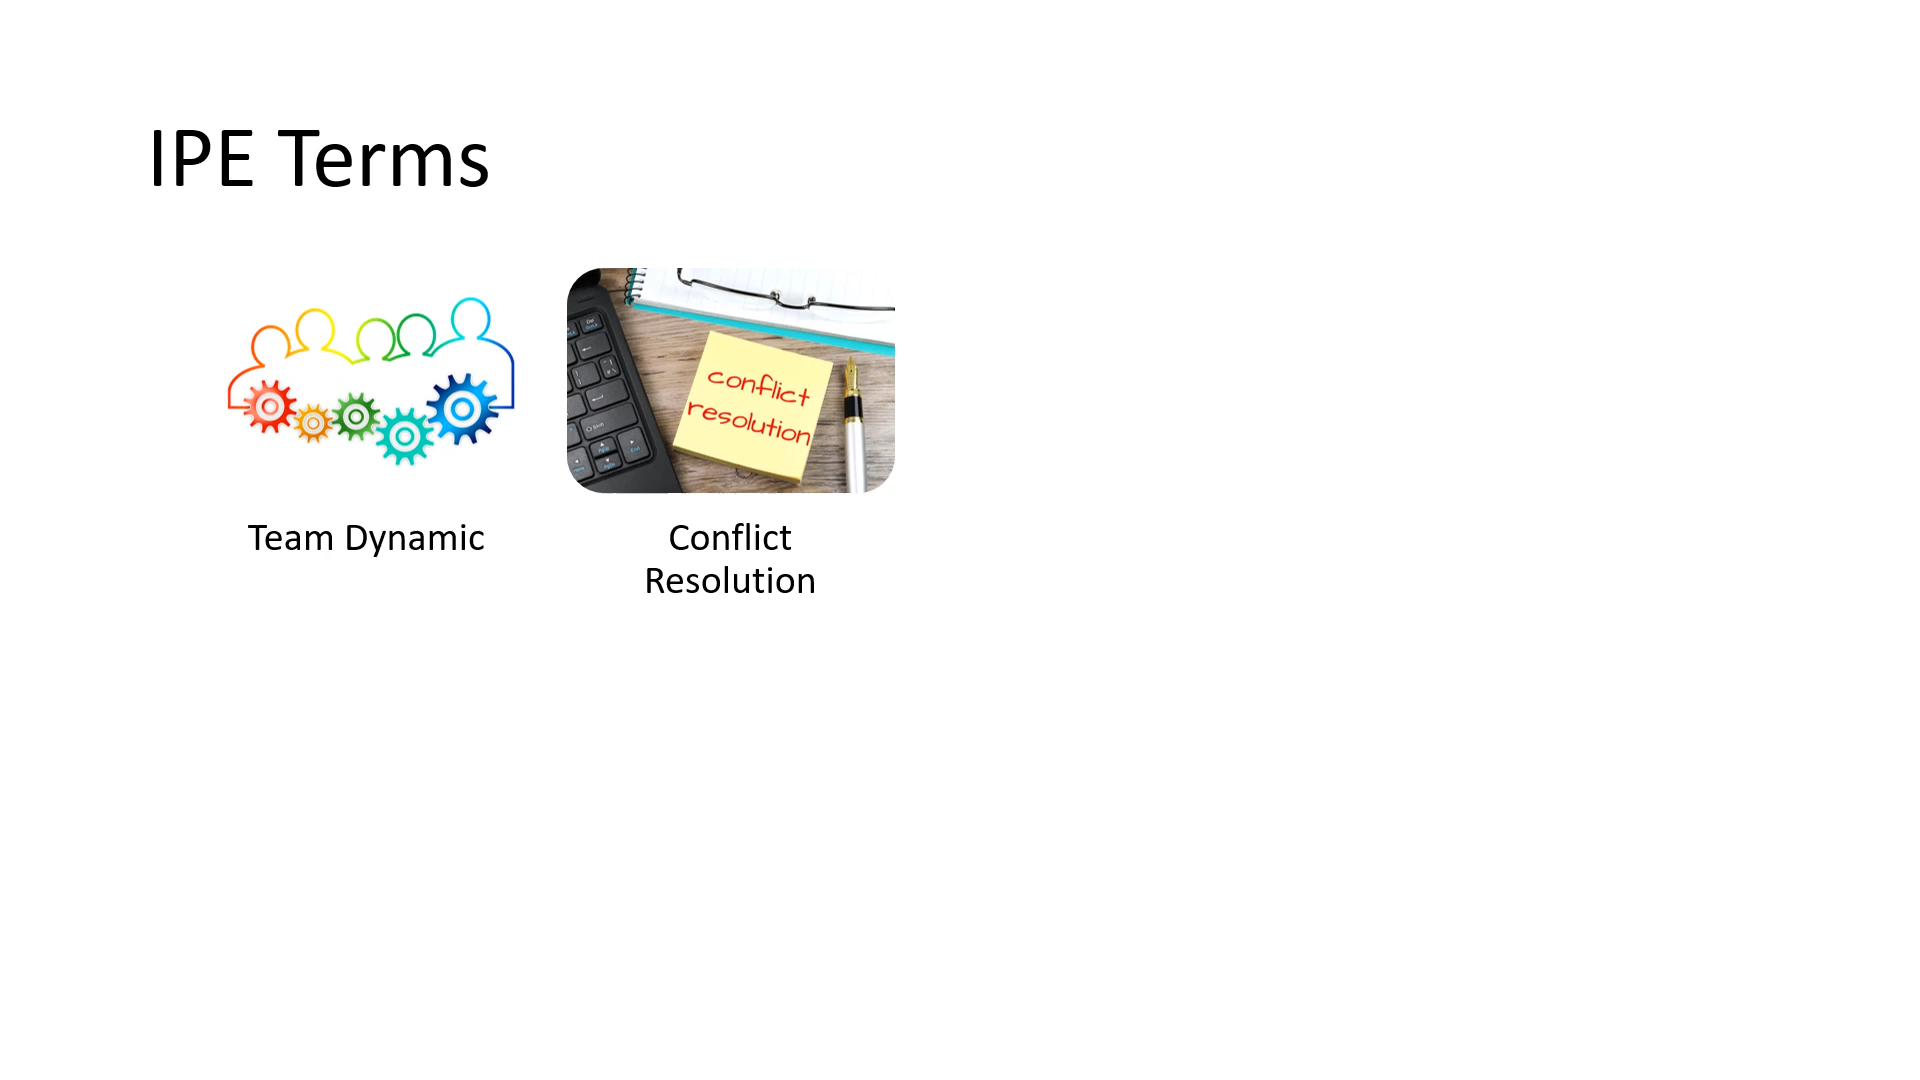 IPE Terms
conflict
resolution
Team Dynamic
Conflict
Resolution